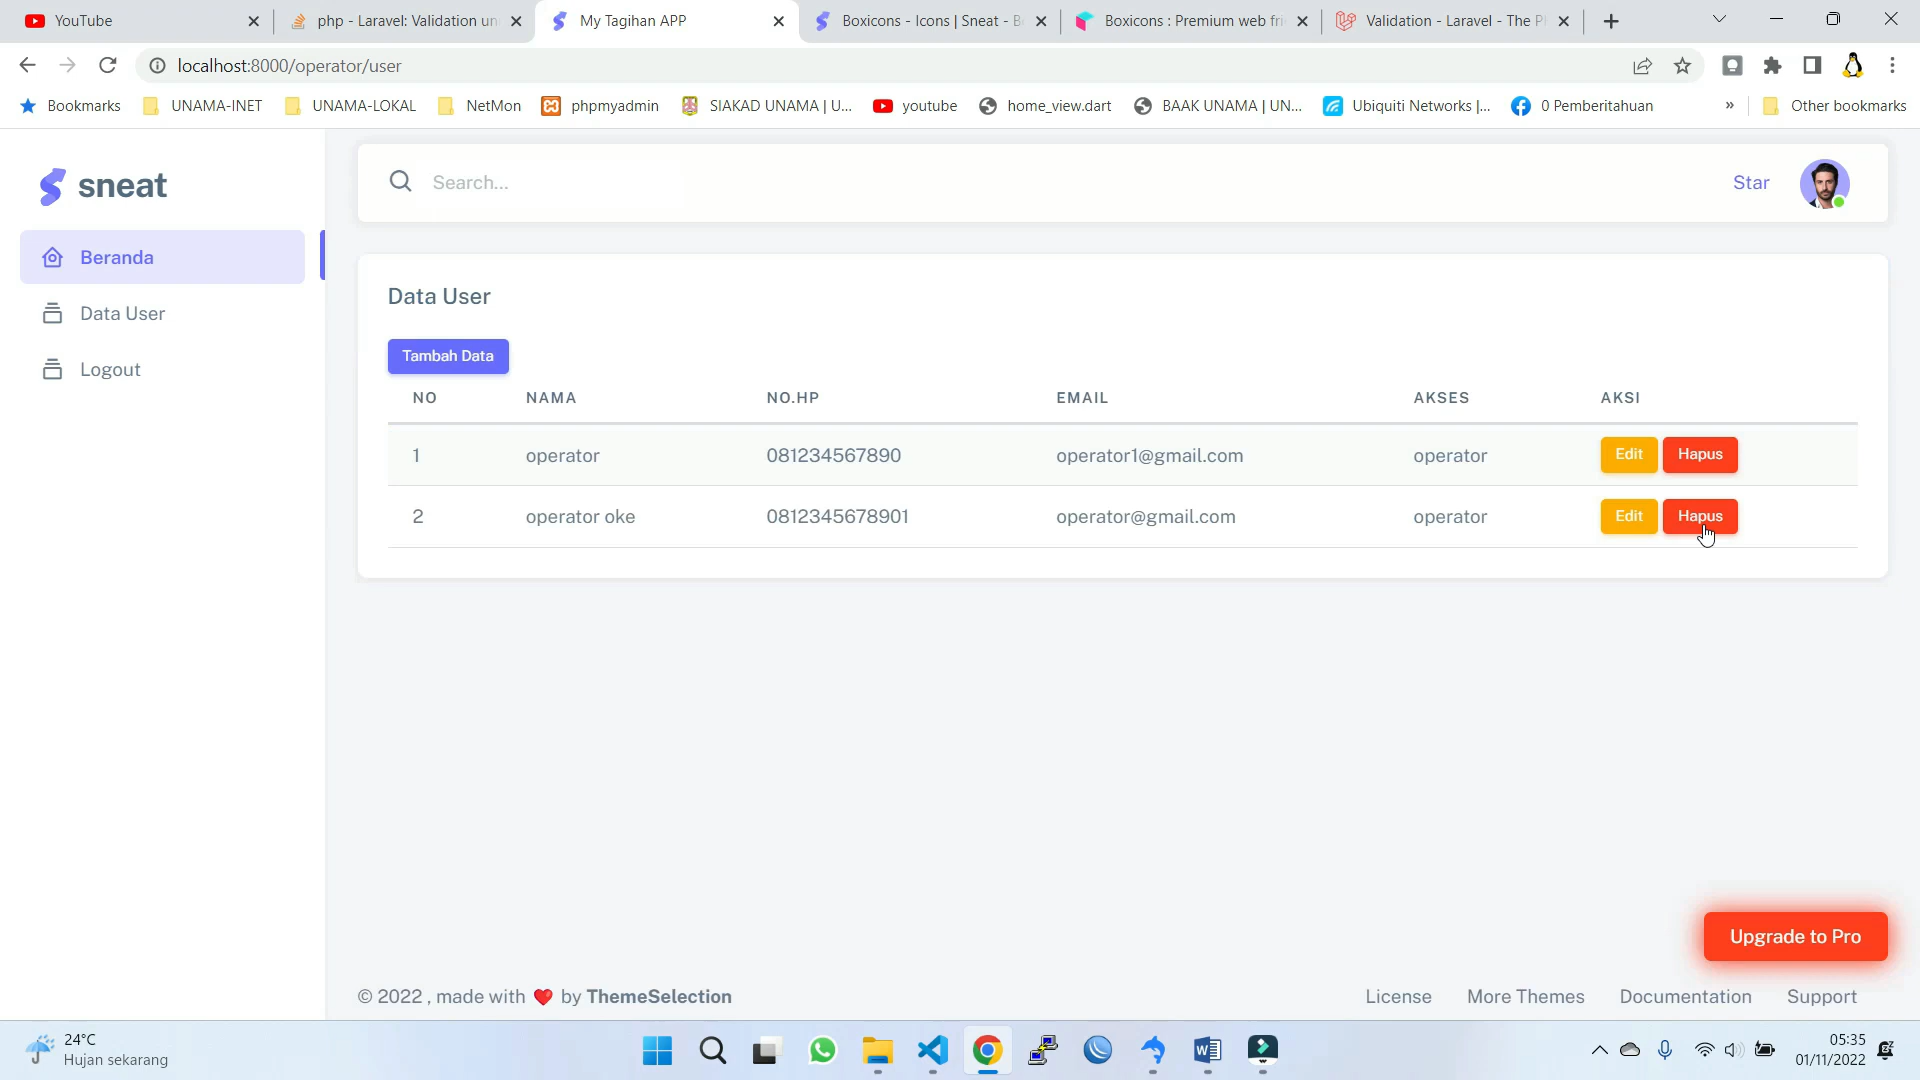 YouTube
php - Laravel: Validation un
My Tagihan APP
Boxicons - Icons | Sneat - B
Boxicons : Premium web fri
Validation - Laravel - The P
localhost:8000/operator/user
Bookmarks
UNAMA-INET
UNAMA-LOKAL
NetMon
phpmyadmin
SIAKAD UNAMA | U...
youtube
home_view.dart
BAAK UNAMA | UN...
Ubiquiti Networks |...
0 Pemberitahuan
»
Other bookmarks
sneat
Search...
Star
Beranda
Data User
Logout
Data User
Tambah Data
NO NAMA NO.HP EMAIL AKSES AKSI
1 operator 081234567890 operator1@gmail.com operator Edit Hapus
2 operator oke 0812345678901 operator@gmail.com operator Edit Hapus
Upgrade to Pro
© 2022 , made with ❤️ by ThemeSelection
License More Themes Documentation Support
24°C
Hujan sekarang
05:35
01/11/2022